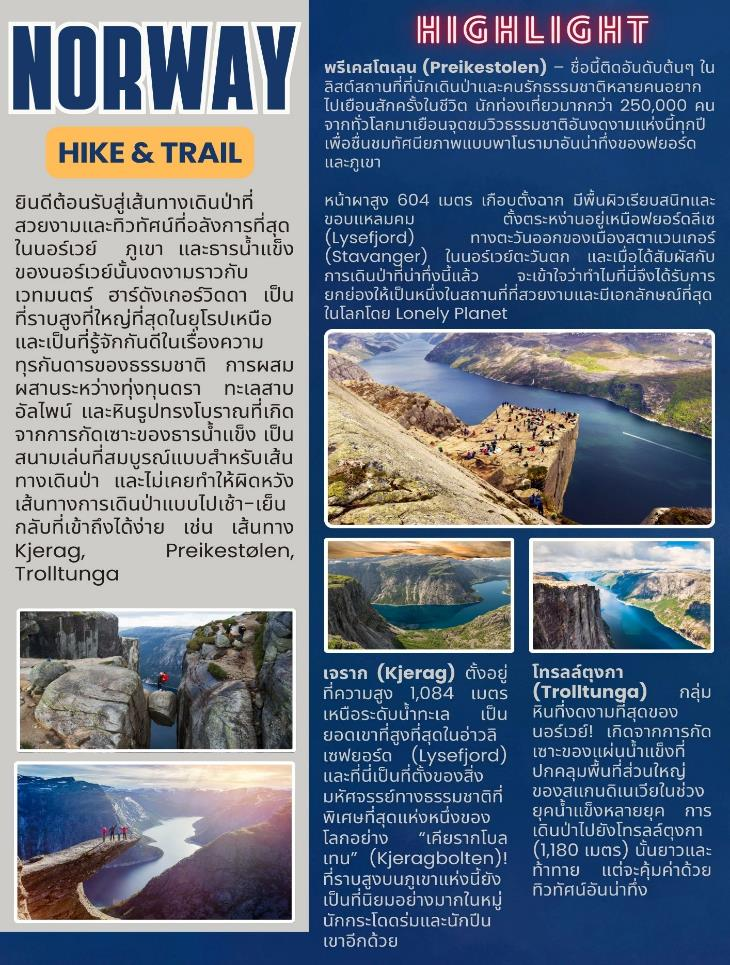 NORWAY
HIKE & TRAIL
ยินดีต้อนรับสู่เส้นทางเดินป่าที่
สวยงามและทิวทัศน์ที่อลังการที่สุด
ในนอร์เวย์ ภูเขา และธารน้ำแข็ง
ของนอร์เวย์นั้นงดงามราวกับ
เวทมนตร์ ฮาร์ดังเกอร์วิดดา เป็น
ที่ราบสูงที่ใหญ่ที่สุดในยุโรปเหนือ
และเป็นที่รู้จักกันดีในเรื่องความ
ทุรกันดารของธรรมชาติ การผสม
ผสานระหว่างทุ่งทุนดรา ทะเลสาบ
อัลไพน์ และหินรูปทรงโบราณที่เกิด
จากการกัดเซาะของธารน้ำแข็ง เป็น
สนามเล่นที่สมบูรณ์แบบสำหรับเส้น
ทางเดินป่า และไม่เคยทำให้ผิดหวัง
เส้นทางการเดินป่าแบบไปเช้า-เย็น
กลับที่เข้าถึงได้ง่าย เช่น เส้นทาง
Kjerag, Preikestølen,
Trolltunga
HIGHLIGHT
พรีเคสโตเลน (Preikestolen) – ชื่อนี้ติดอันดับต้นๆ ใน
ลิสต์สถานที่ที่นักเดินป่าและคนรักธรรมชาติหลายคนอยาก
ไปเยือนสักครั้งในชีวิต นักท่องเที่ยวมากกว่า 250,000 คน
จากทั่วโลกมาเยือนจุดชมวิวธรรมชาติอันงดงามแห่งนี้ทุกปี
เพื่อชื่นชมทัศนียภาพแบบพาโนรามาอันน่าทึ่งของฟยอร์ด
และภูเขา
หน้าผาสูง 604 เมตร เกือบตั้งฉาก มีพื้นผิวเรียบสนิทและ
ขอบแหลมคม ตั้งตระหง่านอยู่เหนือฟยอร์ดลีเซ
(Lysefjord) ทางตะวันออกของเมืองสตาแวนเกอร์
(Stavanger) ในนอร์เวย์ตะวันตก และเมื่อได้สัมผัสกับ
การเดินป่าที่น่าทึ่งนี้แล้ว จะเข้าใจว่าทำไมที่นี่จึงได้รับการ
ยกย่องให้เป็นหนึ่งในสถานที่ที่สวยงามและมีเอกลักษณ์ที่สุด
ในโลกโดย Lonely Planet
เจราก (Kjerag) ตั้งอยู่
ที่ความสูง 1,084 เมตร
เหนือระดับน้ำทะเล เป็น
ยอดเขาที่สูงที่สุดในอ่าวลิ
เซฟยอร์ด (Lysefjord)
และที่นี่เป็นที่ตั้งของสิ่ง
มหัศจรรย์ทางธรรมชาติที่
พิเศษที่สุดแห่งหนึ่งของ
โลกอย่าง “เคียรากโบล
เทน” (Kjeragbolten)!
ที่ราบสูงบนภูเขาแห่งนี้ยัง
เป็นที่นิยมอย่างมากในหมู่
นักกระโดดร่มและนักปีน
เขาอีกด้วย
โทรลล์ตุงกา
(Trolltunga) กลุ่ม
หินที่งดงามที่สุดของ
นอร์เวย์! เกิดจากการกัด
เซาะของแผ่นน้ำแข็งที่
ปกคลุมพื้นที่ส่วนใหญ่
ของสแกนดิเนเวียในช่วง
ยุคน้ำแข็งหลายยุค การ
เดินป่าไปยังโทรลล์ตุงกา
(1,180 เมตร) นั้นยาวและ
ท้าทาย แต่จะคุ้มค่าด้วย
ทิวทัศน์อันน่าทึ่ง